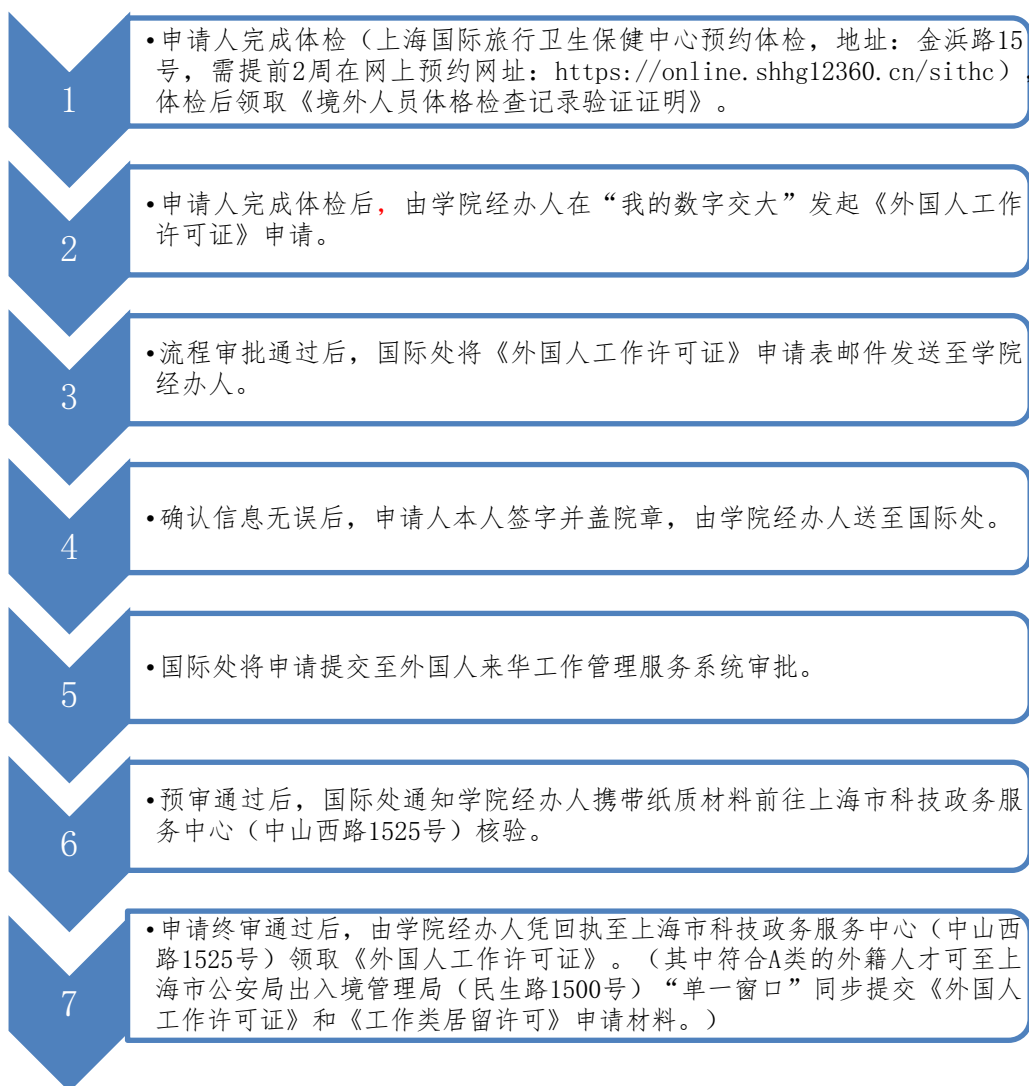 1
•申请人完成体检（上海国际旅行卫生保健中心预约体检，地址：金浜路15
号，需提前2周在网上预约网址：https://online.shhg12360.cn/sithc），
体检后领取《境外人员体格检查记录验证证明》。
2
•申请人完成体检后，由学院经办人在“我的数字交大”发起《外国人工作
许可证》申请。
3
•流程审批通过后，国际处将《外国人工作许可证》申请表邮件发送至学院
经办人。
4
•确认信息无误后，申请人本人签字并盖院章，由学院经办人送至国际处。
5
•国际处将申请提交至外国人来华工作管理服务系统审批。
6
•预审通过后，国际处通知学院经办人携带纸质材料前往上海市科技政务服
务中心（中山西路1525号）核验。
7
•申请终审通过后，由学院经办人凭回执至上海市科技政务服务中心（中山西
路1525号）领取《外国人工作许可证》。（其中符合A类的外籍人才可至上
海市公安局出入境管理局（民生路1500号）“单一窗口”同步提交《外国人
工作许可证》和《工作类居留许可》申请材料。）